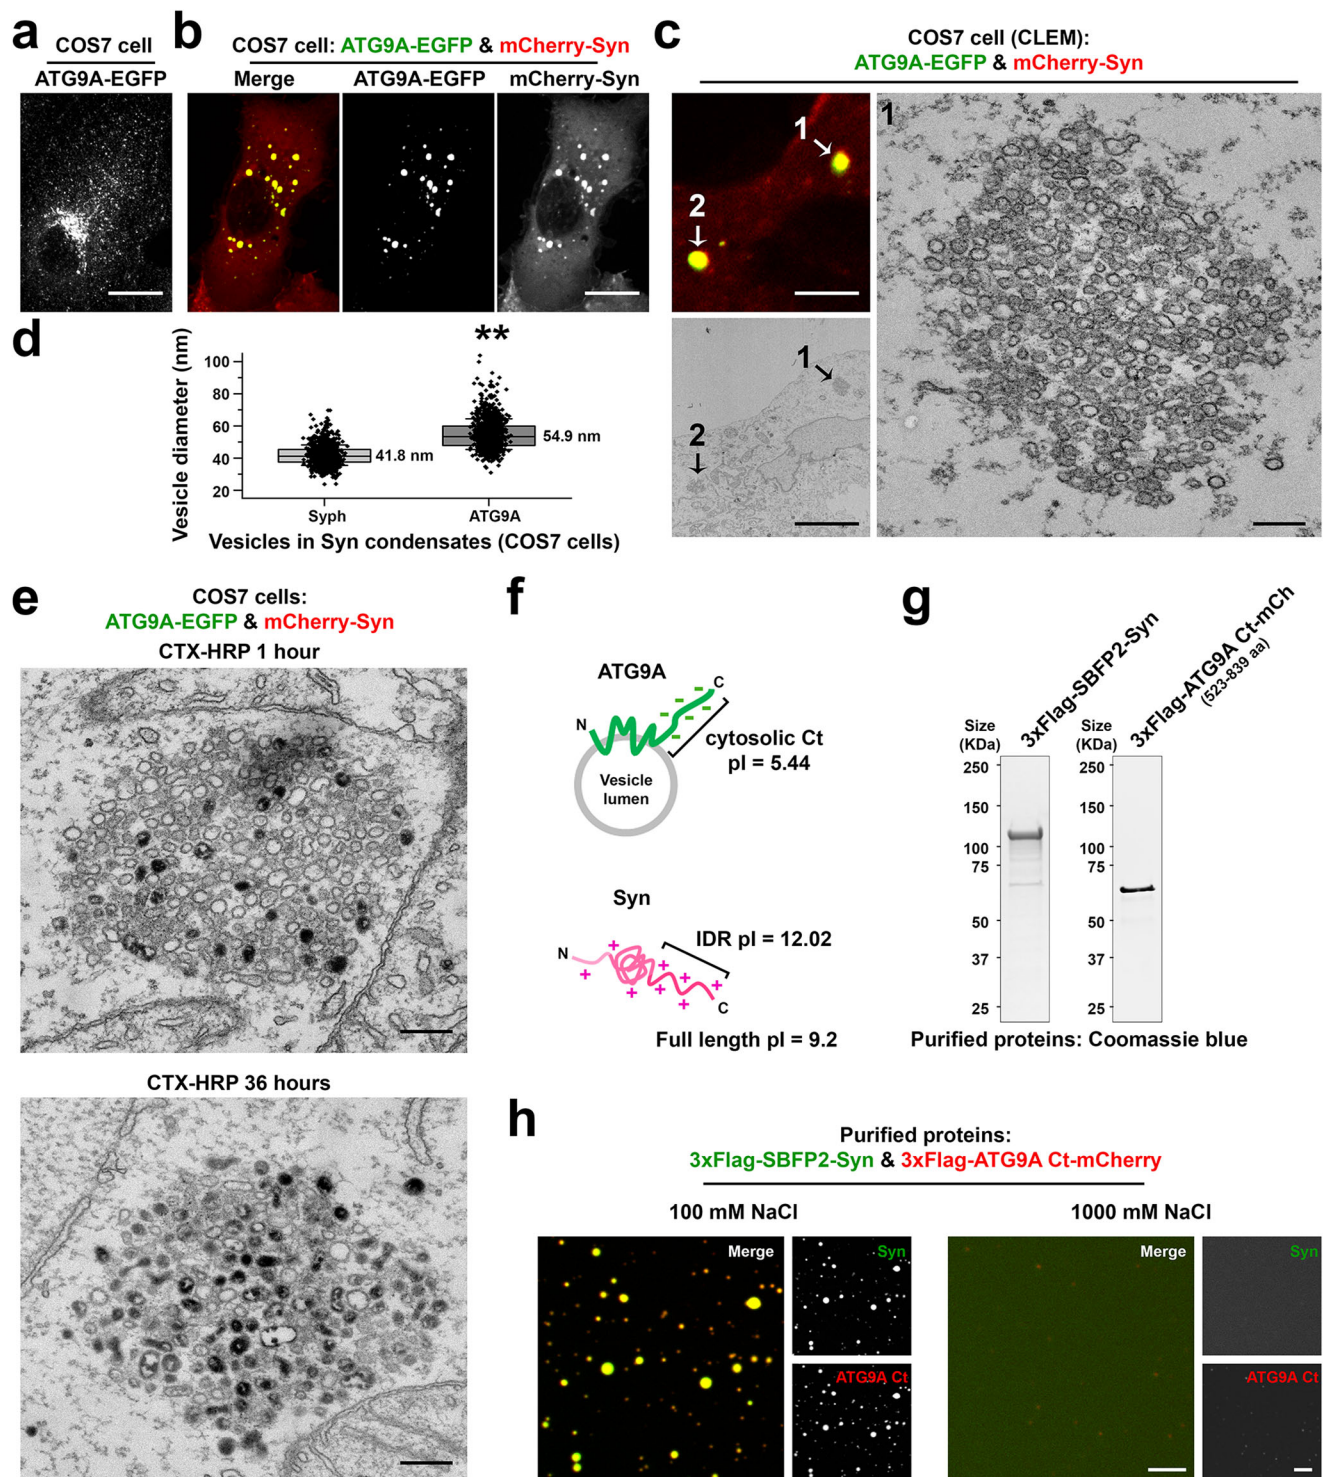 a
COS7 cell
ATG9A-EGFP
b
COS7 cell: ATG9A-EGFP & mCherry-Syn
Merge
ATG9A-EGFP
mCherry-Syn
c
COS7 cell (CLEM):
ATG9A-EGFP & mCherry-Syn
1
2
1
2
1
d
Vesicle diameter (nm)
100
80
60
40
20
**
41.8 nm
54.9 nm
Syph
ATG9A
Vesicles in Syn condensates (COS7 cells)
e
COS7 cells:
ATG9A-EGFP & mCherry-Syn
CTX-HRP 1 hour
CTX-HRP 36 hours
f
ATG9A
N
C
- - - - - - -
cytosolic Ct
pI = 5.44
Vesicle
lumen
Syn
N
IDR pI = 12.02
+ + + + + + + +
C
Full length pI = 9.2
g
3xFlag-SBFP2-Syn
3xFlag-ATG9A Ct-mCh
(523-839 aa)
Size
(KDa)
250
150
100
75
50
37
25
Size
(KDa)
250
150
100
75
50
37
25
Purified proteins: Coomassie blue
h
Purified proteins:
3xFlag-SBFP2-Syn & 3xFlag-ATG9A Ct-mCherry
100 mM NaCl
1000 mM NaCl
Merge
Syn
ATG9A Ct
Merge
Syn
ATG9A Ct